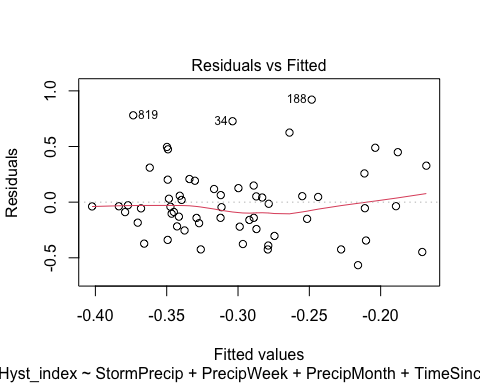 Residuals vs Fitted
Residuals
1.0
0.5
0.0
-0.5
819
34
188
-0.40 -0.35 -0.30 -0.25 -0.20
Fitted values
Hyst_index ~ StormPrecip + PrecipWeek + PrecipMonth + TimeSinc